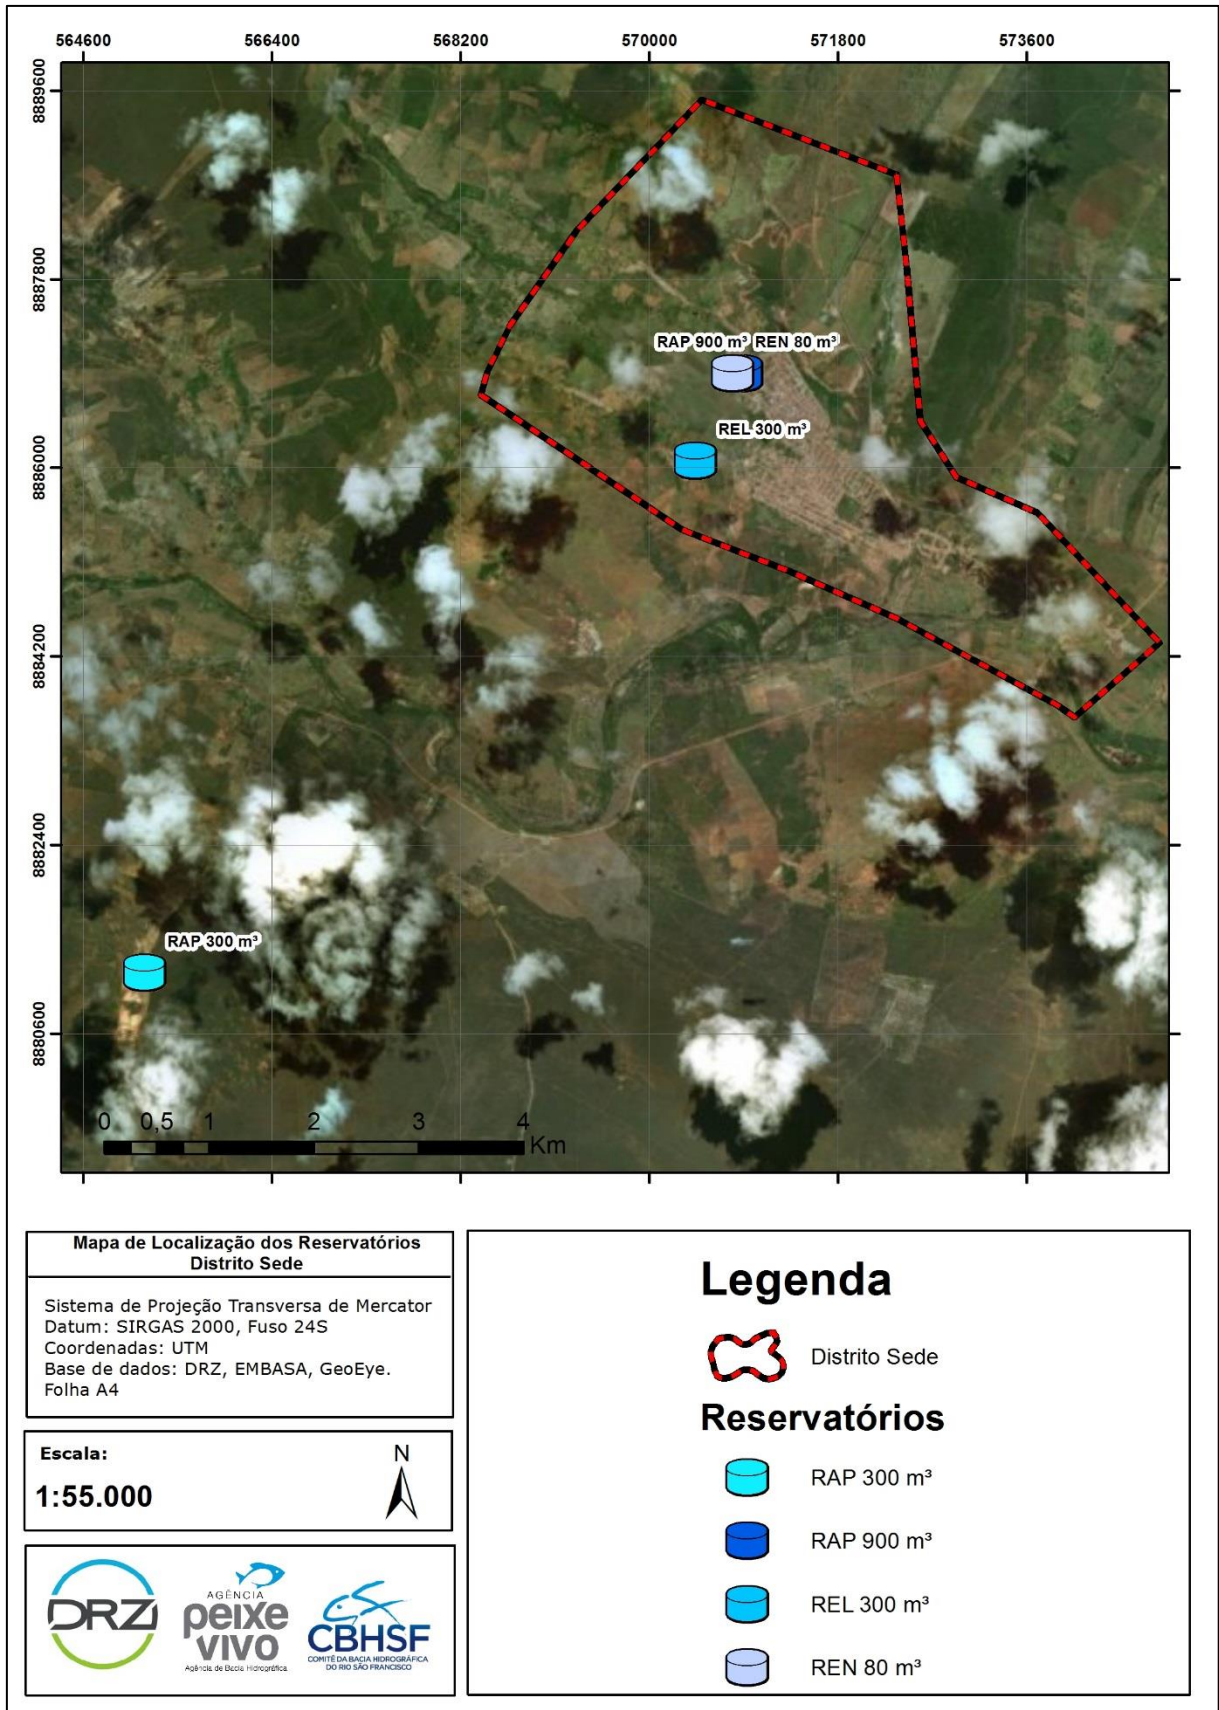 564600 566400 568200 570000 571800 573600
8889600
8887800
8886000
8884200
8882400
8880600
RAP 900 m³ REN 80 m³
REL 300 m³
RAP 300 m³
0 0,5 1 2 3 4
Km
Mapa de Localização dos Reservatórios
Distrito Sede
Sistema de Projeção Transversa de Mercator
Datum: SIRGAS 2000, Fuso 24S
Coordenadas: UTM
Base de dados: DRZ, EMBASA, GeoEye.
Folha A4
Escala:
1:55.000
N
DRZ
AGÊNCIA
peixe
vivo
Agência de Bacia Hidrográfica
CBHSF
COMITÊ DA BACIA HIDROGRÁFICA
DO RIO SÃO FRANCISCO
Legenda
Distrito Sede
Reservatórios
RAP 300 m³
RAP 900 m³
REL 300 m³
REN 80 m³